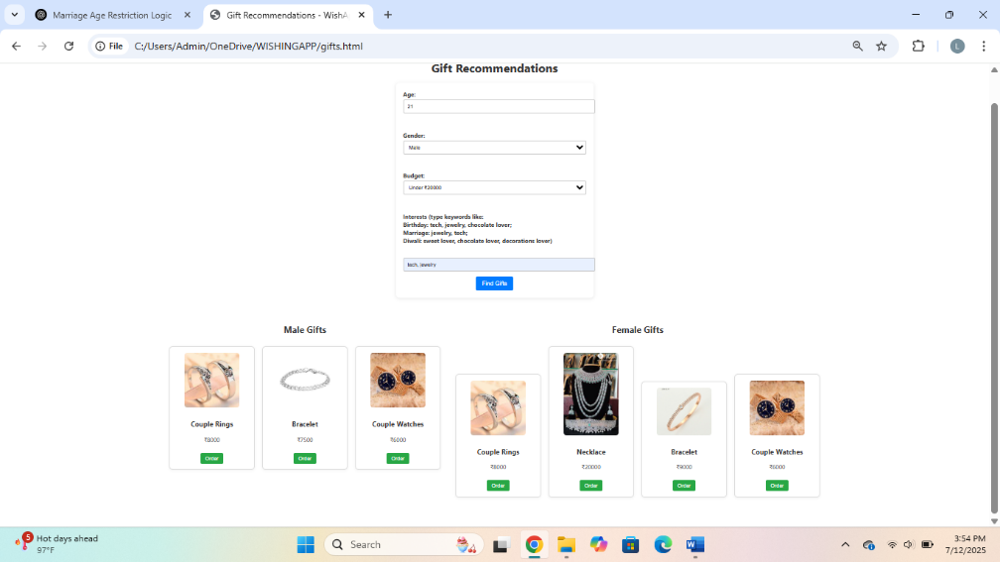 Marriage Age Restriction Logic
Gift Recommendations - WishA
File
C:/Users/Admin/OneDrive/WISHINGAPP/gifts.html
L
Gift Recommendations
Age:
21
Gender:
Male
Budget:
Under ₹20000
Interests (type keywords like:
Birthday: tech, jewelry, chocolate lover;
Marriage: jewelry, tech;
Diwali: sweet lover, chocolate lover, decorations lover)
tech, jewelry
Find Gifts
Male Gifts
Couple Rings
₹8000
Order
Bracelet
₹7500
Order
Couple Watches
₹6000
Order
Female Gifts
Couple Rings
₹8000
Order
Necklace
₹20000
Order
Bracelet
₹9000
Order
Couple Watches
₹6000
Order
5
Hot days ahead
97°F
Search
3:54 PM
7/12/2025